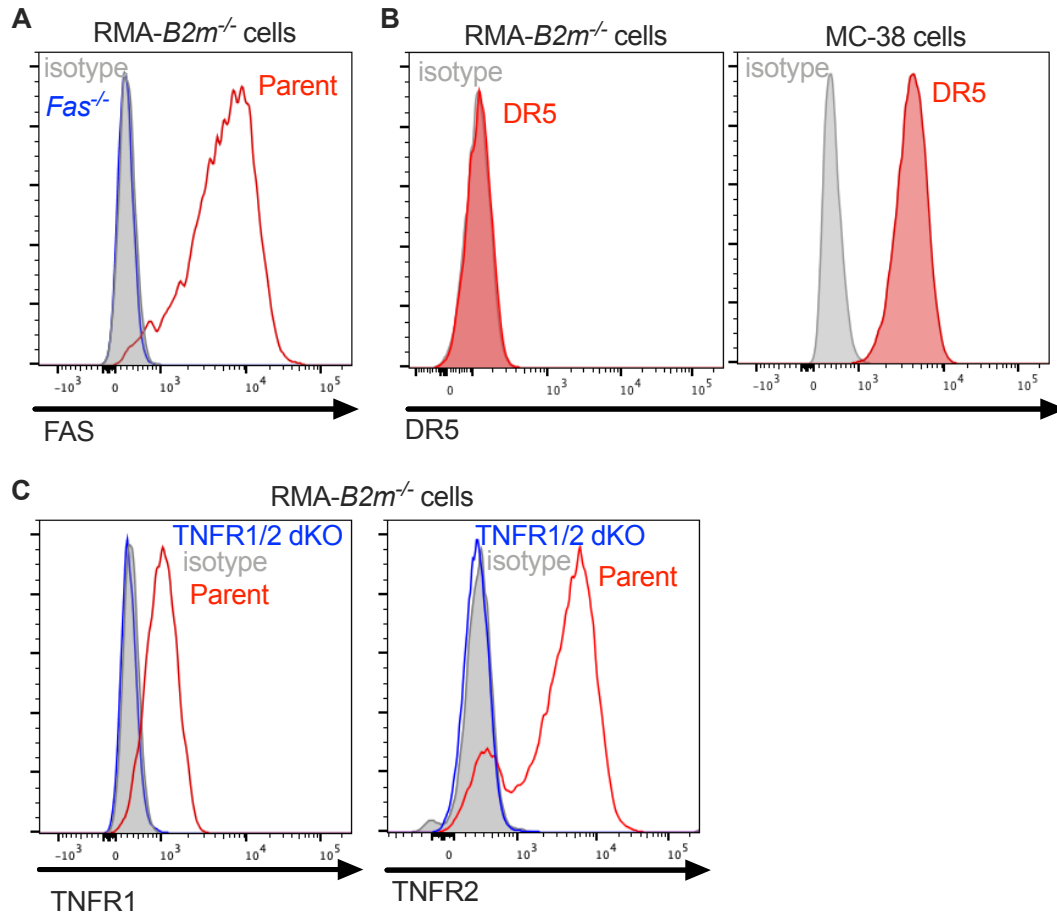 A
RMA-B2m-/- cells
isotype
Fas-/-
Parent
-10³ 0 10³ 10⁴ 10⁵
FAS
B
RMA-B2m-/- cells
MC-38 cells
isotype
DR5
0 10³ 10⁴ 10⁵
isotype
DR5
-10³ 0 10³ 10⁴ 10⁵
DR5
C
RMA-B2m-/- cells
TNFR1/2 dKO
isotype
Parent
-10³ 0 10³ 10⁴ 10⁵
TNFR1
TNFR1/2 dKO
isotype
Parent
0 10³ 10⁴ 10⁵
TNFR2